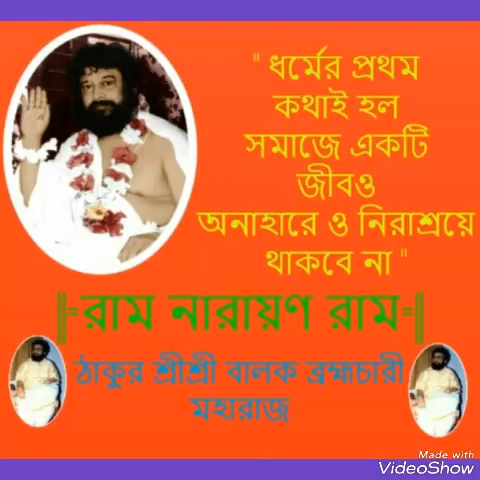 " ধর্মের প্রথম
কথাই হল
সমাজে একটি
জীবও
অনাহারে ও নিরাশ্রয়ে
থাকবে না "
╠═রাম নারায়ণ রাম═╣
ঠাকুর শ্রীশ্রী বালক ব্রহ্মচারী
মহারাজ
Made with
VideoShow